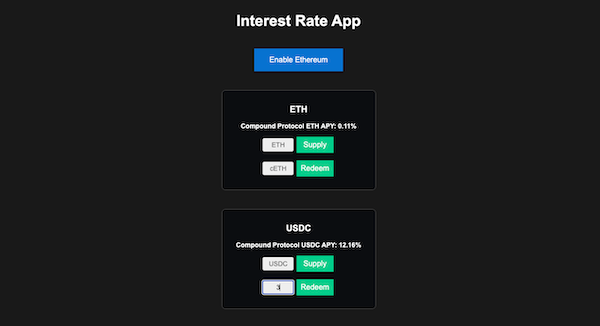 Interest Rate App
Enable Ethereum
ETH
Compound Protocol ETH APY: 0.11%
ETH Supply
cETH Redeem
USDC
Compound Protocol USDC APY: 12.16%
USDC Supply
3 Redeem